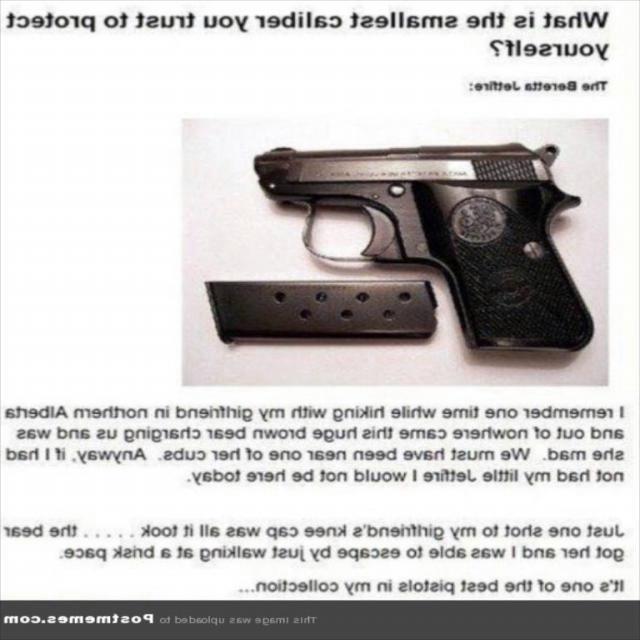 What is the smallest caliber you trust to protect
yourself?
The Beretta Jetfire:
I remember one time while hiking with my girlfriend in northern Alberta
and out of nowhere came this huge brown bear charging us and was
she mad.  We must have been near one of her cubs.  Anyway, if I had
not had my little Jetfire I would not be here today.
Just one shot to my girlfriend's knee cap was all it took . . . . . the bear
got her and I was able to escape by just walking at a brisk pace.
It's one of the best pistols in my collection...
This image was uploaded to Postmemes.com